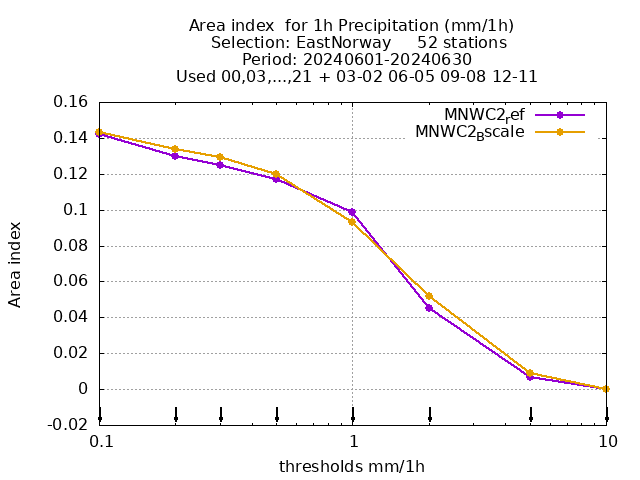 Area index  for 1h Precipitation (mm/1h)
Selection: EastNorway     52 stations
Period: 20240601-20240630
Used 00,03,...,21 + 03-02 06-05 09-08 12-11
MNWC2ref
MNWC2Bscale
0.16
0.14
0.12
0.1
0.08
0.06
0.04
0.02
0
-0.02
Area index
0.1
1
10
thresholds mm/1h